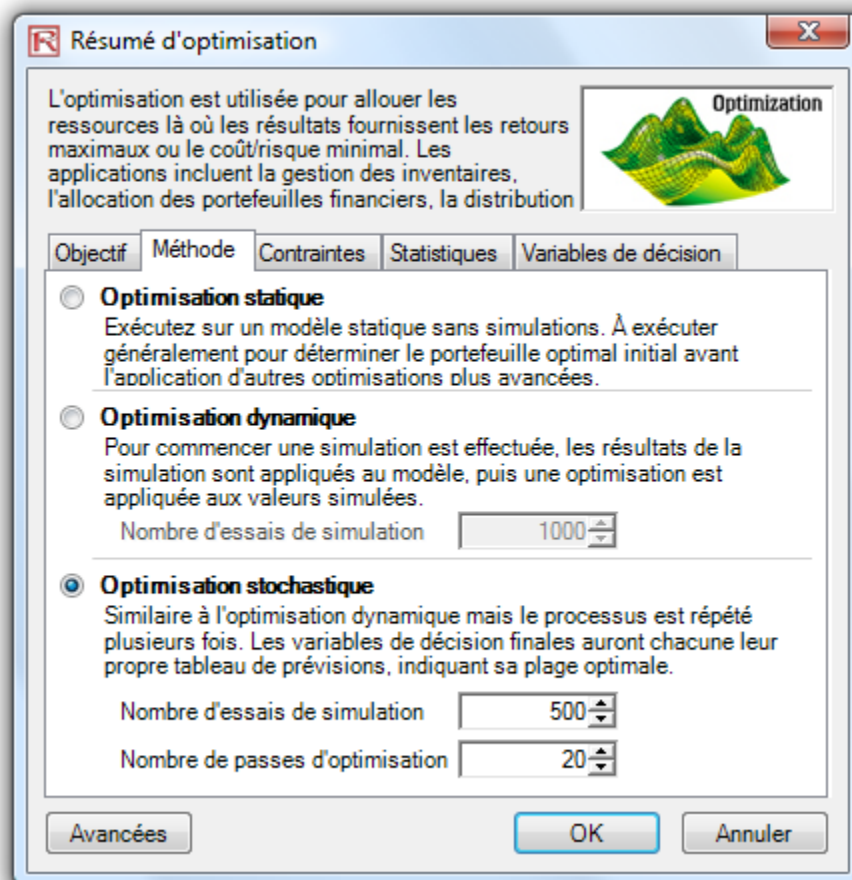 Résumé d'optimisation
L'optimisation est utilisée pour allouer les
ressources là où les résultats fournissent les retours
maximaux ou le coût/risque minimal. Les
applications incluent la gestion des inventaires,
l'allocation des portefeuilles financiers, la distribution
Optimization
Objectif Méthode Contraintes Statistiques Variables de décision
Optimisation statique
Exécutez sur un modèle statique sans simulations. À exécuter
généralement pour déterminer le portefeuille optimal initial avant
l'application d'autres optimisations plus avancées.
Optimisation dynamique
Pour commencer une simulation est effectuée, les résultats de la
simulation sont appliqués au modèle, puis une optimisation est
appliquée aux valeurs simulées.
Nombre d'essais de simulation 1000
Optimisation stochastique
Similaire à l'optimisation dynamique mais le processus est répété
plusieurs fois. Les variables de décision finales auront chacune leur
propre tableau de prévisions, indiquant sa plage optimale.
Nombre d'essais de simulation 500
Nombre de passes d'optimisation 20
Avancées OK Annuler